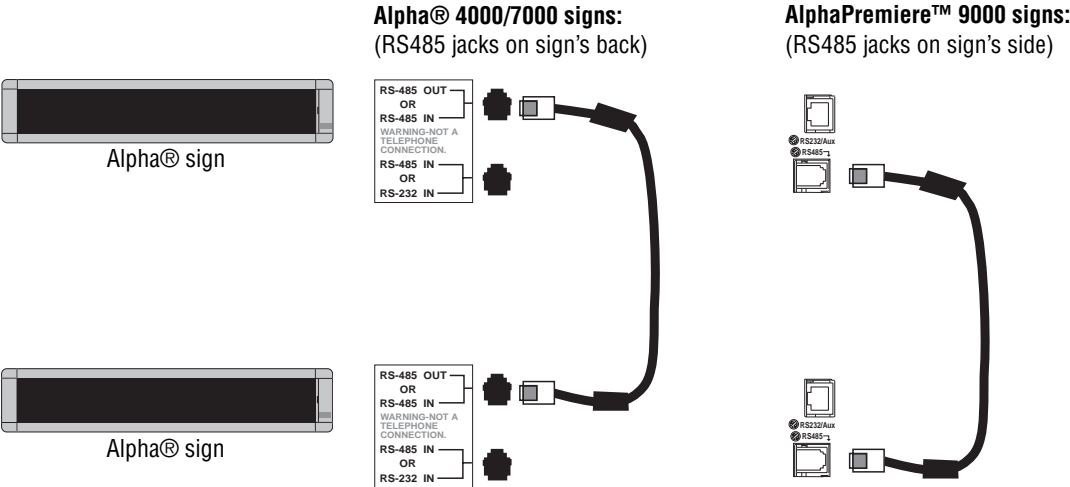 Alpha® 4000/7000 signs:
(RS485 jacks on sign's back)
AlphaPremiere™ 9000 signs:
(RS485 jacks on sign's side)
Alpha® sign
RS-485 OUT
OR
RS-485 IN
WARNING-NOT A
TELEPHONE
CONNECTION.
RS-485 IN
OR
RS-232 IN
RS232/Aux
RS485
Alpha® sign
RS-485 OUT
OR
RS-485 IN
WARNING-NOT A
TELEPHONE
CONNECTION.
RS-485 IN
OR
RS-232 IN
RS232/Aux
RS485